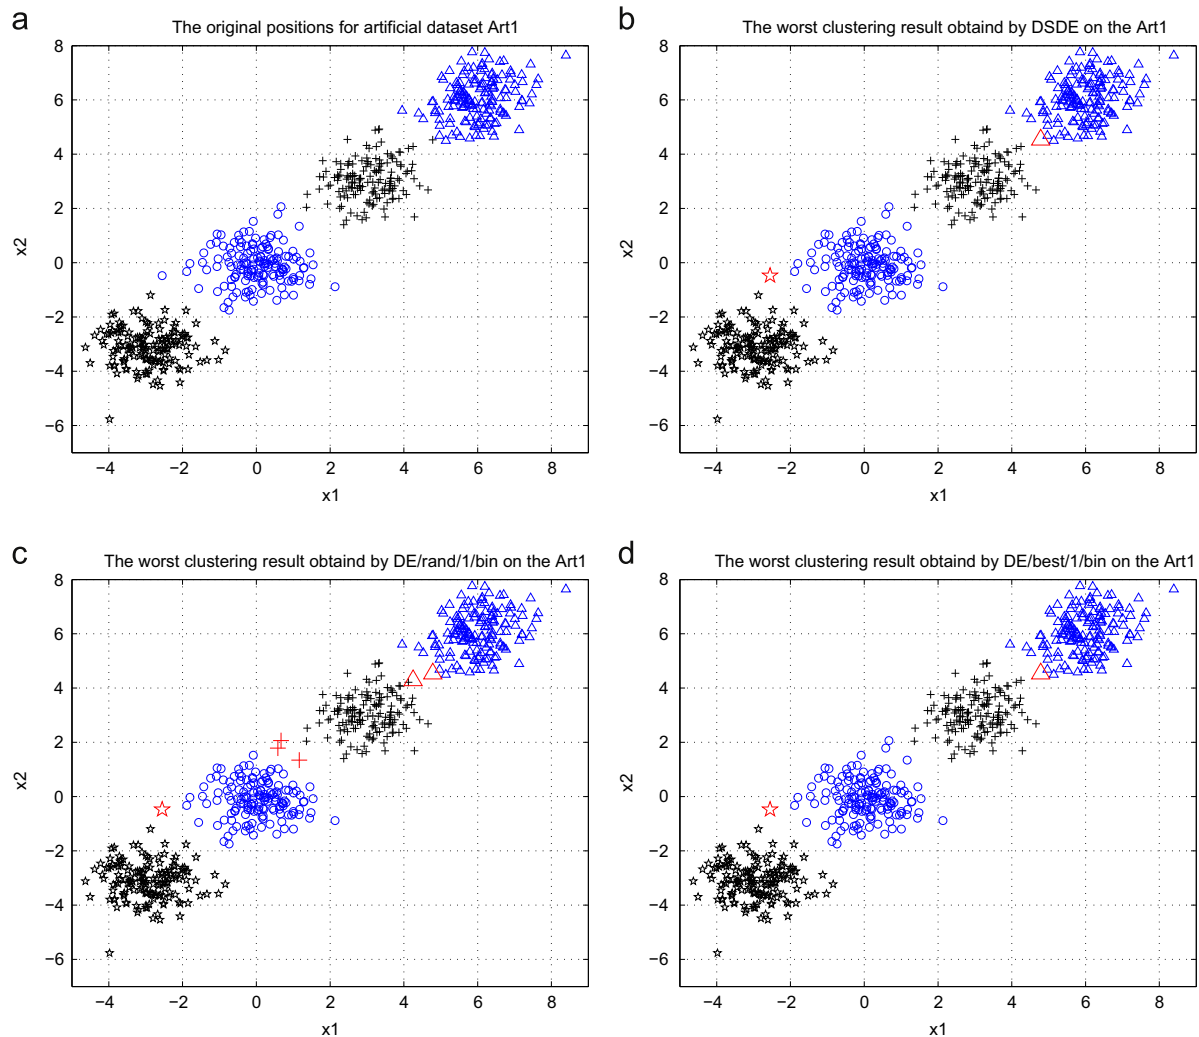 a
The original positions for artificial dataset Art1
8
6
4
2
0
−2
−4
−6
x2
−4 −2 0 2 4 6 8
x1
b
The worst clustering result obtaind by DSDE on the Art1
8
6
4
2
0
−2
−4
−6
x2
−4 −2 0 2 4 6 8
x1
c
The worst clustering result obtaind by DE/rand/1/bin on the Art1
8
6
4
2
0
−2
−4
−6
x2
−4 −2 0 2 4 6 8
x1
d
The worst clustering result obtaind by DE/best/1/bin on the Art1
8
6
4
2
0
−2
−4
−6
x2
−4 −2 0 2 4 6 8
x1